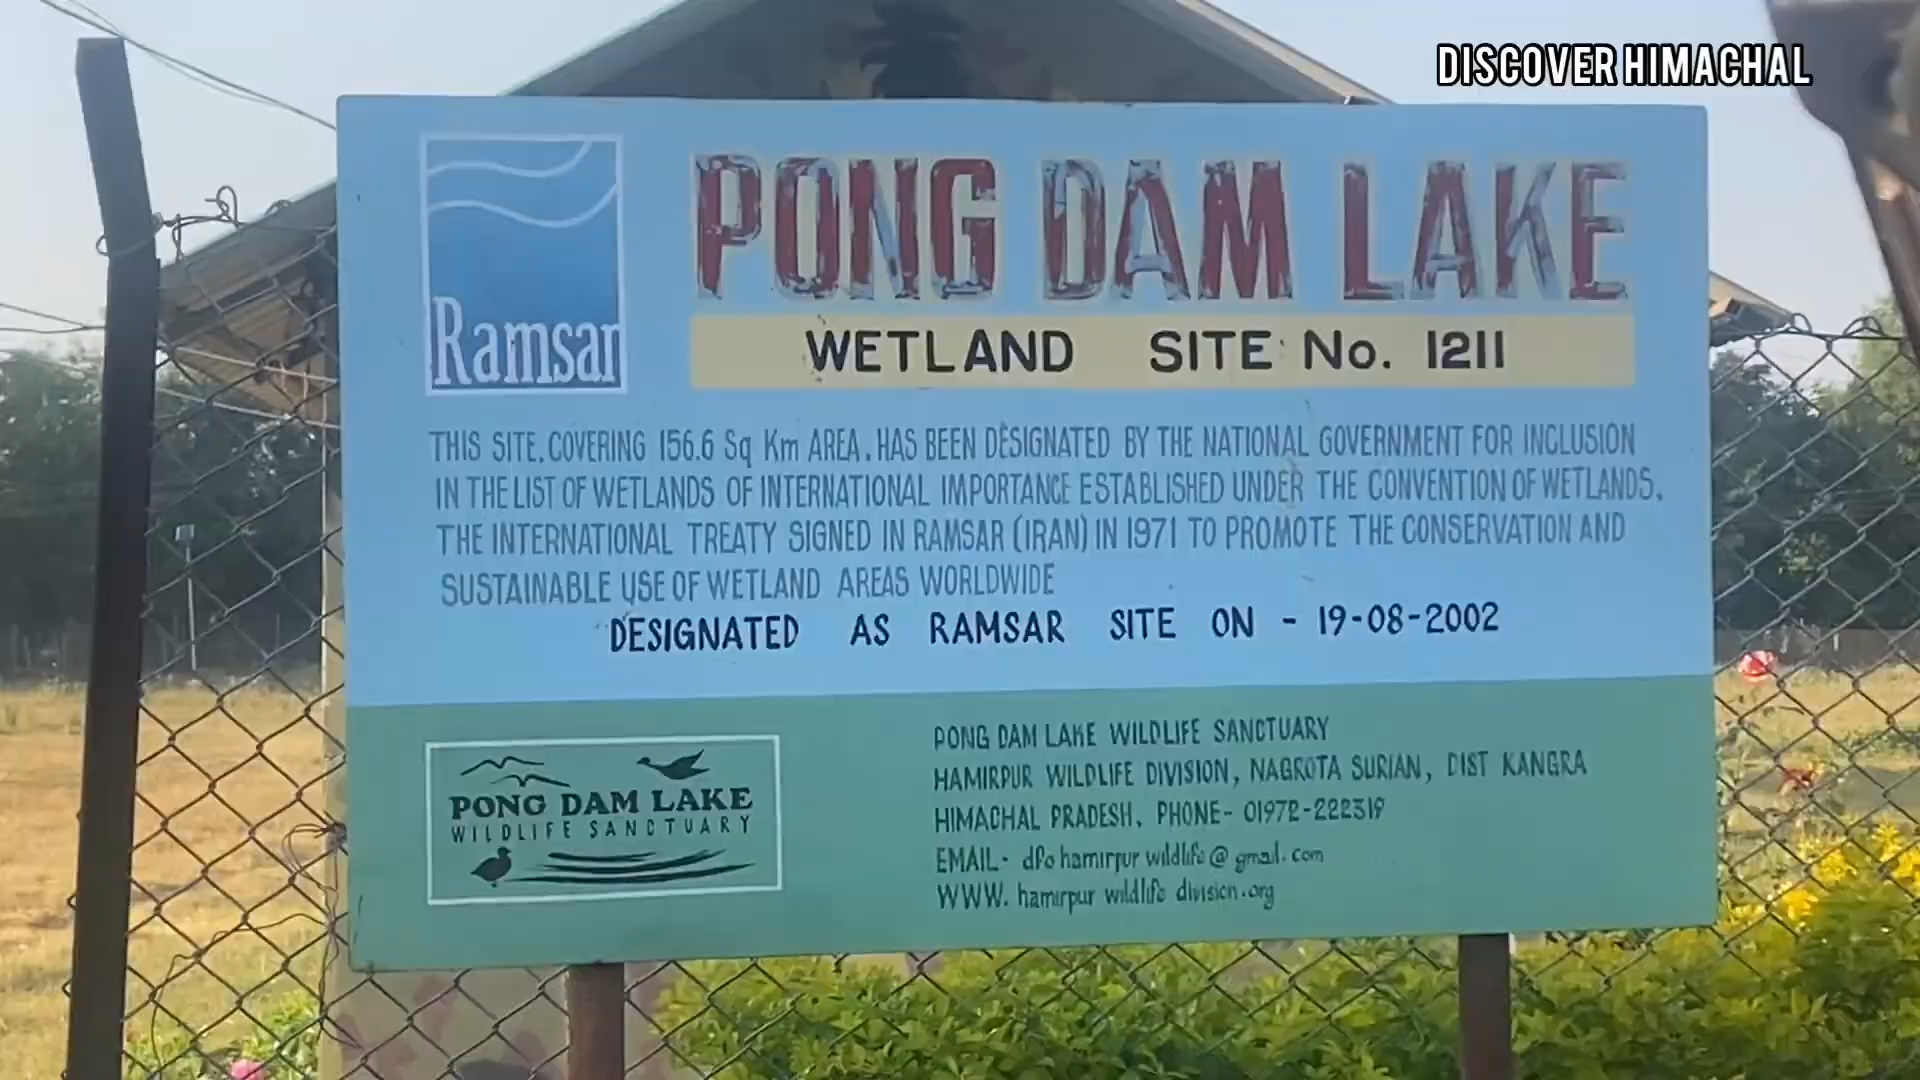 DISCOVER HIMACHAL
Ramsar
PONG DAM LAKE
WETLAND SITE No. 1211
THIS SITE, COVERING 156.6 Sq Km AREA, HAS BEEN DESIGNATED BY THE NATIONAL GOVERNMENT FOR INCLUSION
IN THE LIST OF WETLANDS OF INTERNATIONAL IMPORTANCE ESTABLISHED UNDER THE CONVENTION OF WETLANDS,
THE INTERNATIONAL TREATY SIGNED IN RAMSAR (IRAN) IN 1971 TO PROMOTE THE CONSERVATION AND
SUSTAINABLE USE OF WETLAND AREAS WORLDWIDE
DESIGNATED AS RAMSAR SITE ON - 19-08-2002
PONG DAM LAKE
WILDLIFE SANCTUARY
PONG DAM LAKE WILDLIFE SANCTUARY
HAMIRPUR WILDLIFE DIVISION, NAGROTA SURIAN, DIST KANGRA
HIMACHAL PRADESH, PHONE- 01972-222319
EMAIL- dfo hamirpur wildlife @ gmail.com
WWW. hamirpur wildlife division.org